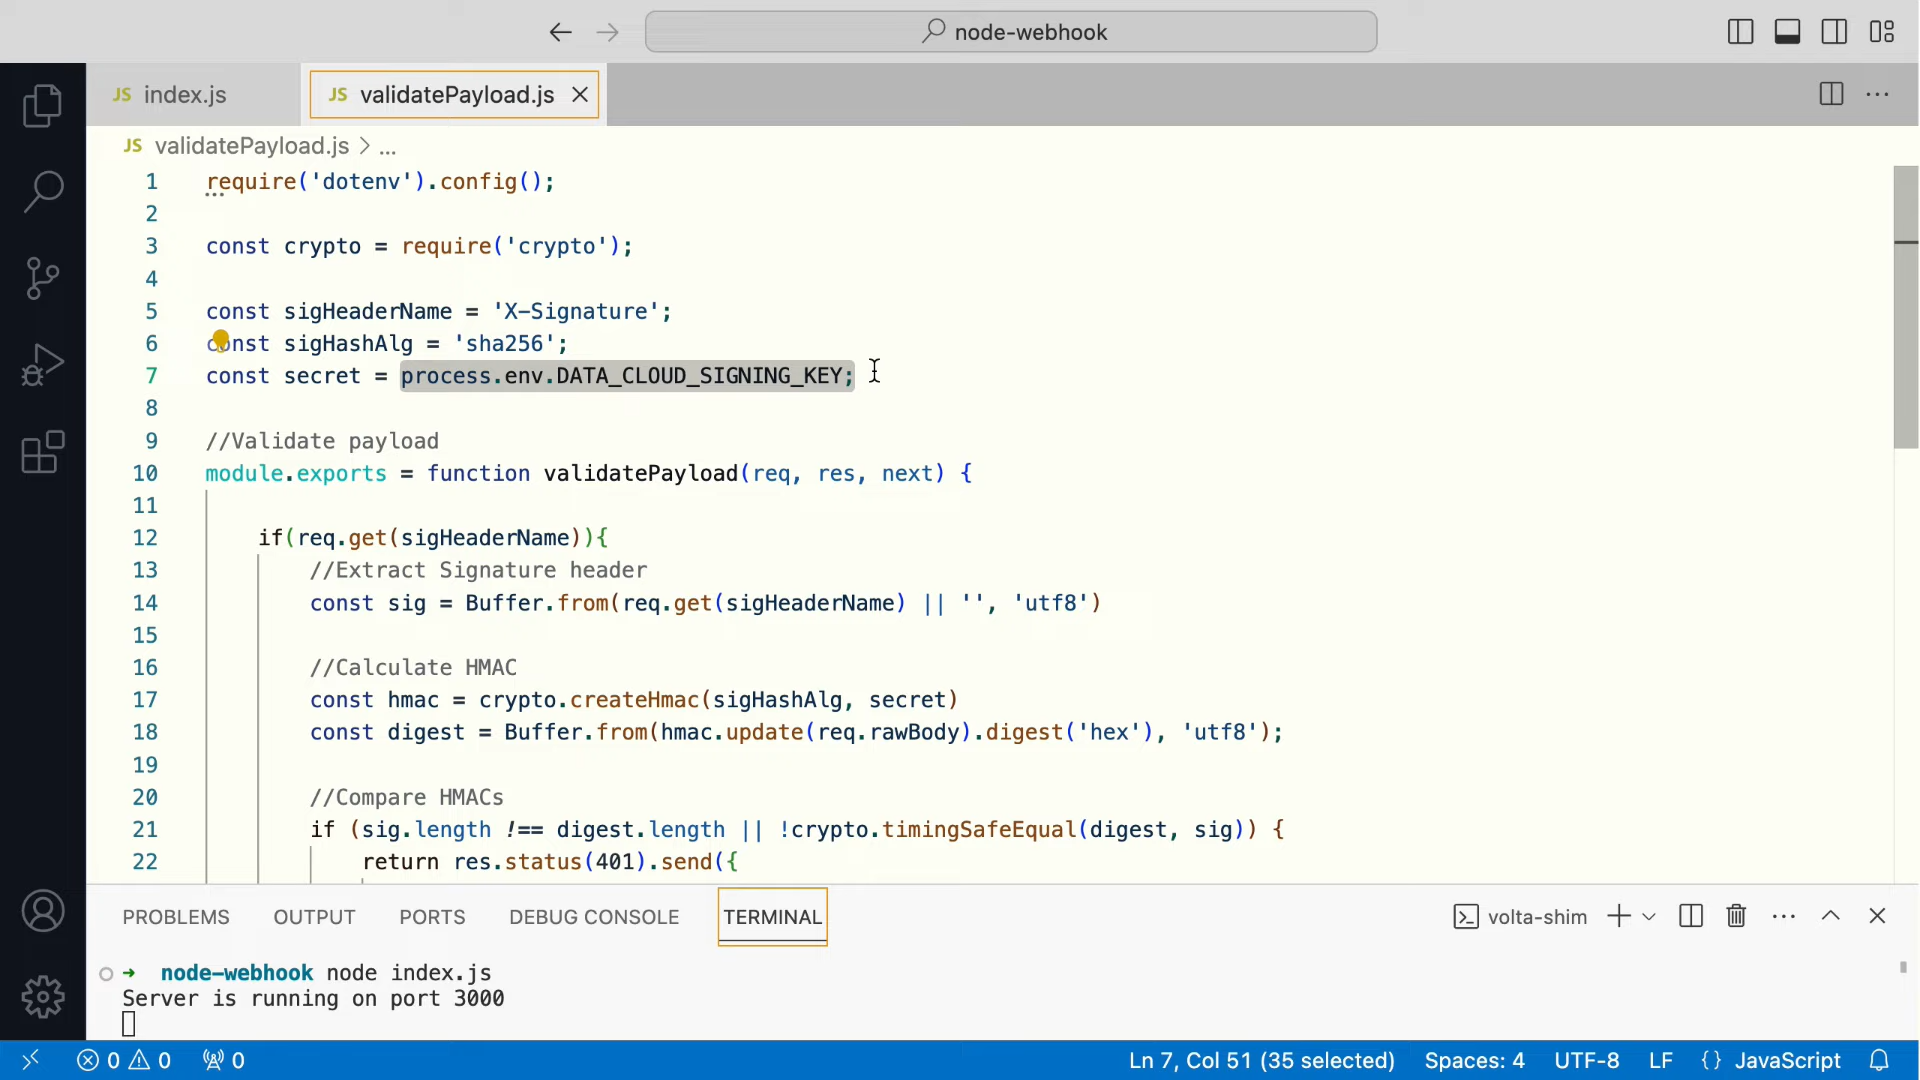 node-webhook
JS index.js
JS validatePayload.js
JS validatePayload.js > ...
1 require('dotenv').config();
2
3 const crypto = require('crypto');
4
5 const sigHeaderName = 'X-Signature';
6 const sigHashAlg = 'sha256';
7 const secret = process.env.DATA_CLOUD_SIGNING_KEY;
8
9 //Validate payload
10 module.exports = function validatePayload(req, res, next) {
11
12 if(req.get(sigHeaderName)){
13 //Extract Signature header
14 const sig = Buffer.from(req.get(sigHeaderName) || '', 'utf8')
15
16 //Calculate HMAC
17 const hmac = crypto.createHmac(sigHashAlg, secret)
18 const digest = Buffer.from(hmac.update(req.rawBody).digest('hex'), 'utf8');
19
20 //Compare HMACs
21 if (sig.length !== digest.length || !crypto.timingSafeEqual(digest, sig)) {
22 return res.status(401).send({
PROBLEMS OUTPUT PORTS DEBUG CONSOLE TERMINAL volta-shim
➜ node-webhook node index.js
Server is running on port 3000
0 0 0 Ln 7, Col 51 (35 selected) Spaces: 4 UTF-8 LF {} JavaScript